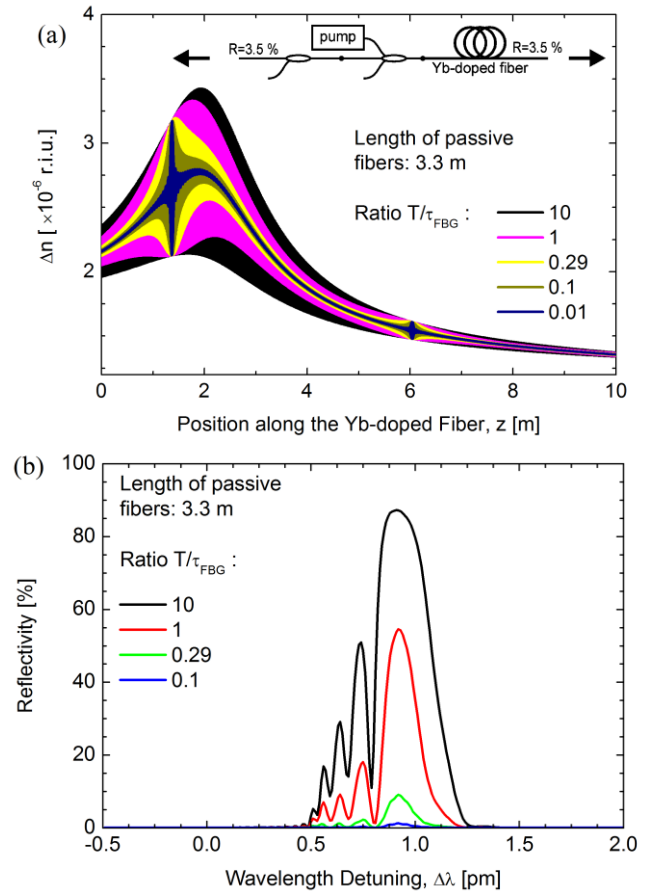 (a)
4
3
2
Δn [ ×10⁻⁶ r.i.u.]
R=3.5 %
pump
R=3.5 %
Yb-doped fiber
Length of passive
fibers: 3.3 m
Ratio T/τ_FBG :
10
1
0.29
0.1
0.01
0 2 4 6 8 10
Position along the Yb-doped Fiber, z [m]
(b)
100
80
60
40
20
0
Reflectivity [%]
Length of passive
fibers: 3.3 m
Ratio T/τ_FBG :
10
1
0.29
0.1
-0.5 0.0 0.5 1.0 1.5 2.0
Wavelength Detuning, Δλ [pm]